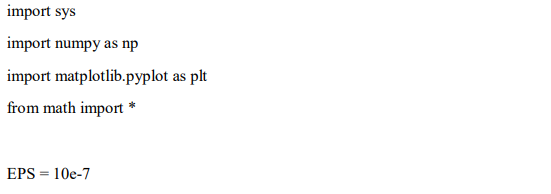 import sys
import numpy as np
import matplotlib.pyplot as plt
from math import *
EPS = 10e-7